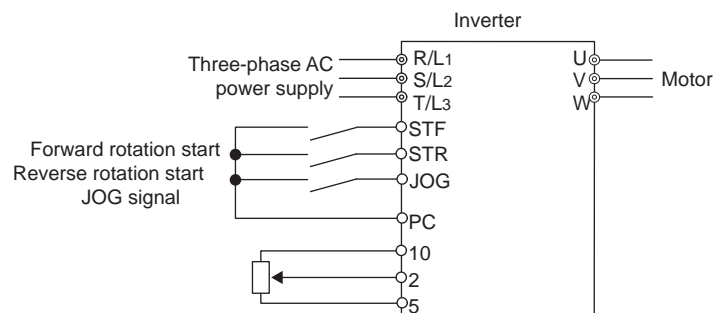 Inverter
Three-phase AC
power supply
R/L1
S/L2
T/L3
U
V
W
Motor
Forward rotation start
Reverse rotation start
JOG signal
STF
STR
JOG
PC
10
2
5